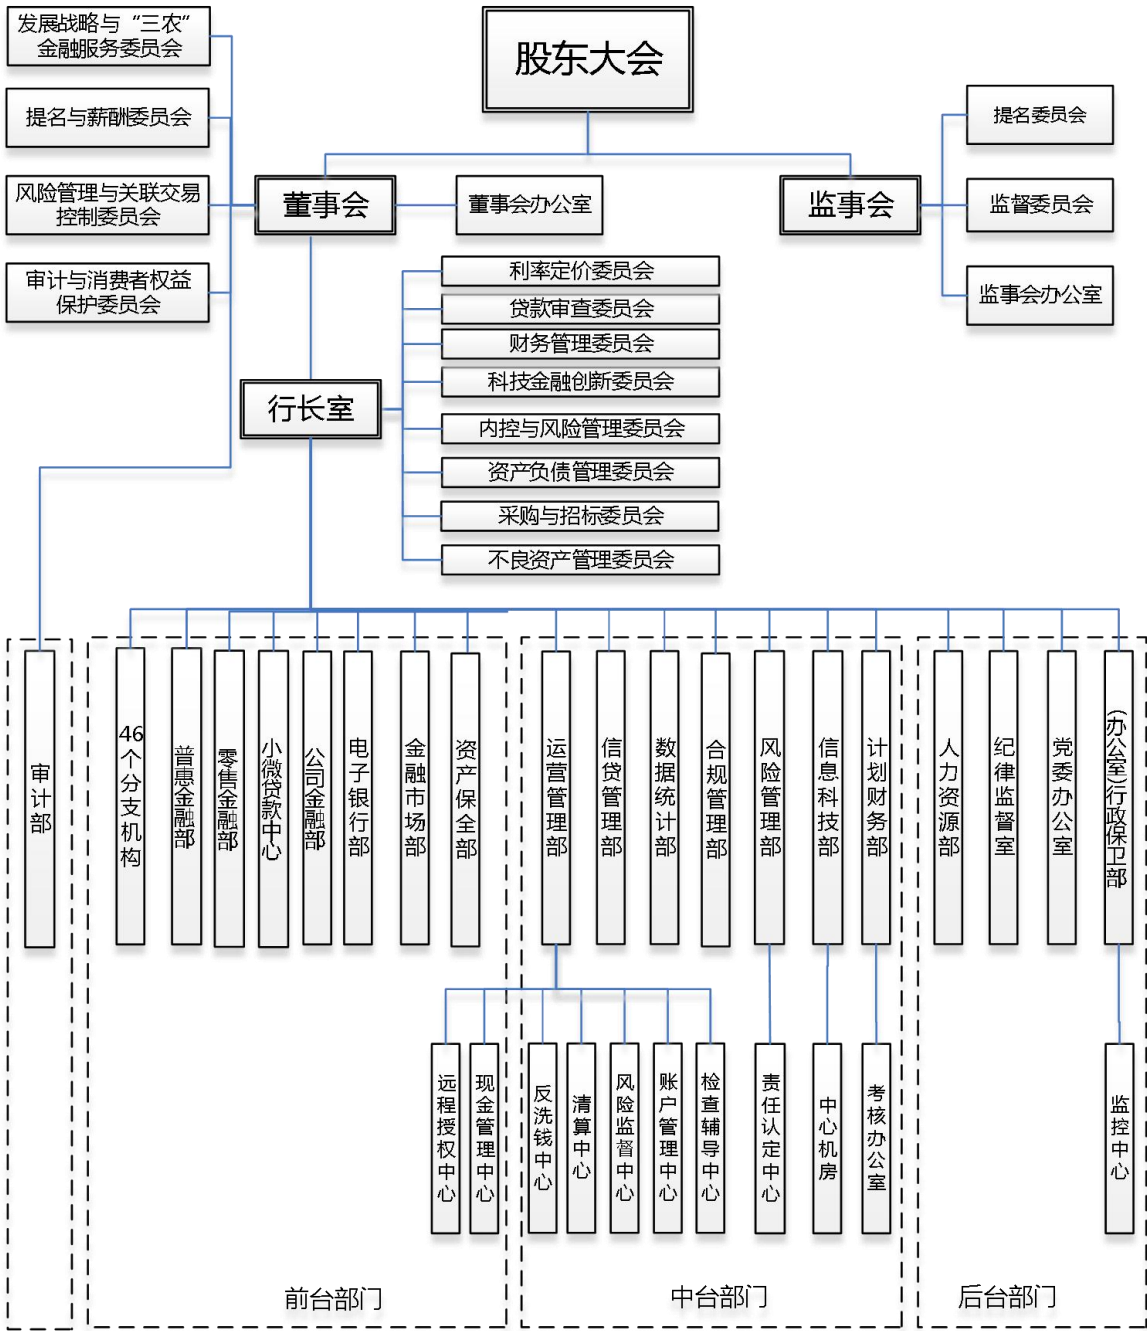 发展战略与“三农”
金融服务委员会
股东大会
提名与薪酬委员会
提名委员会
风险管理与关联交易
控制委员会
董事会
董事会办公室
监事会
监督委员会
审计与消费者权益
保护委员会
监事会办公室
利率定价委员会
贷款审查委员会
财务管理委员会
科技金融创新委员会
行长室
内控与风险管理委员会
资产负债管理委员会
采购与招标委员会
不良资产管理委员会
审计部
46个分支机构
普惠金融部
零售金融部
小微贷款中心
公司金融部
电子银行部
金融市场部
资产保全部
运营管理部
信贷管理部
数据统计部
合规管理部
风险管理部
信息科技部
计划财务部
人力资源部
纪律监督室
党委办公室
(办公室)行政保卫部
远程授权中心
现金管理中心
反洗钱中心
清算中心
风险监督中心
账户管理中心
检查辅导中心
责任认定中心
中心机房
考核办公室
监控中心
前台部门
中台部门
后台部门